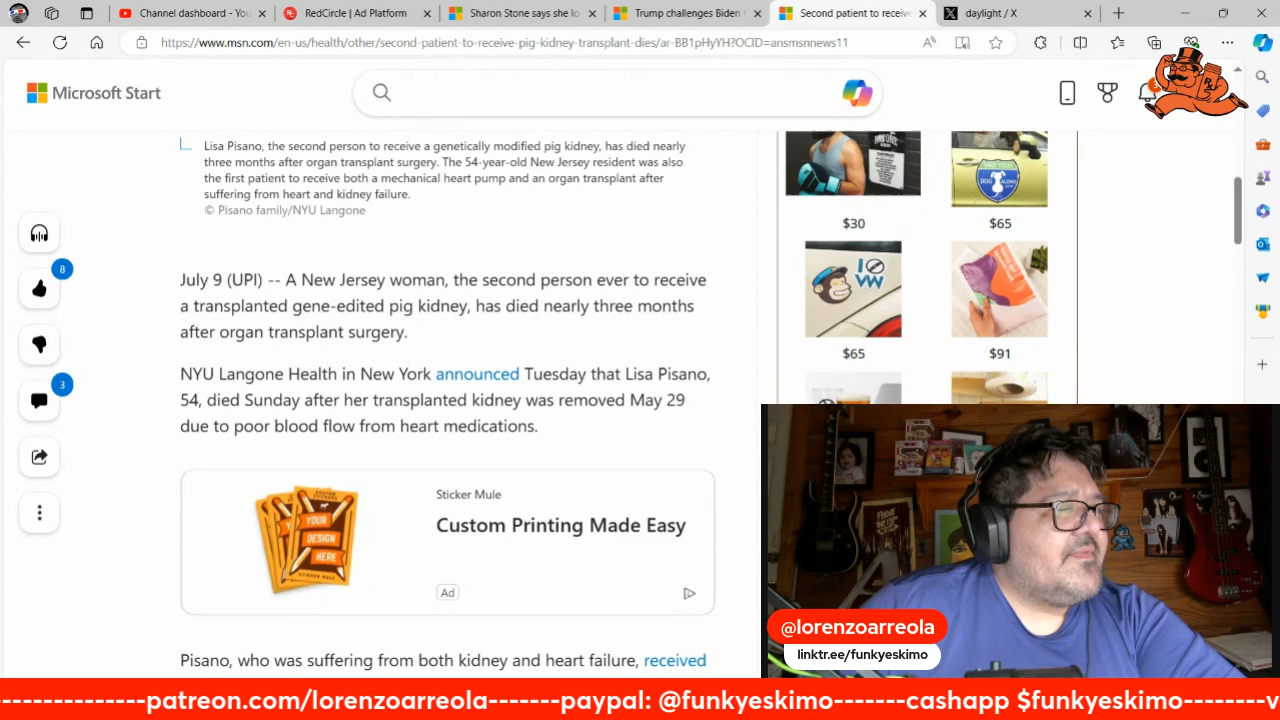 Channel dashboard - You
RedCircle | Ad Platform
Sharon Stone says she lo
Trump challenges Biden t
Second patient to receive
daylight / X
https://www.msn.com/en-us/health/other/second-patient-to-receive-pig-kidney-transplant-dies/ar-BB1pHyYH?OCID=ansmsnnews11
Microsoft Start
Lisa Pisano, the second person to receive a genetically modified pig kidney, has died nearly
three months after organ transplant surgery. The 54-year-old New Jersey resident was also
the first patient to receive both a mechanical heart pump and an organ transplant after
suffering from heart and kidney failure.
© Pisano family/NYU Langone
July 9 (UPI) -- A New Jersey woman, the second person ever to receive
a transplanted gene-edited pig kidney, has died nearly three months
after organ transplant surgery.
NYU Langone Health in New York announced Tuesday that Lisa Pisano,
54, died Sunday after her transplanted kidney was removed May 29
due to poor blood flow from heart medications.
8
3
Sticker Mule
Custom Printing Made Easy
Ad
YOUR
DESIGN
HERE
Pisano, who was suffering from both kidney and heart failure, received
$30
$65
DOG
ALONG
I
VW
$65
$91
@lorenzoarreola
linktr.ee/funkyeskimo
---------------patreon.com/lorenzoarreola-------paypal: @funkyeskimo-------cashapp $funkyeskimo--------v